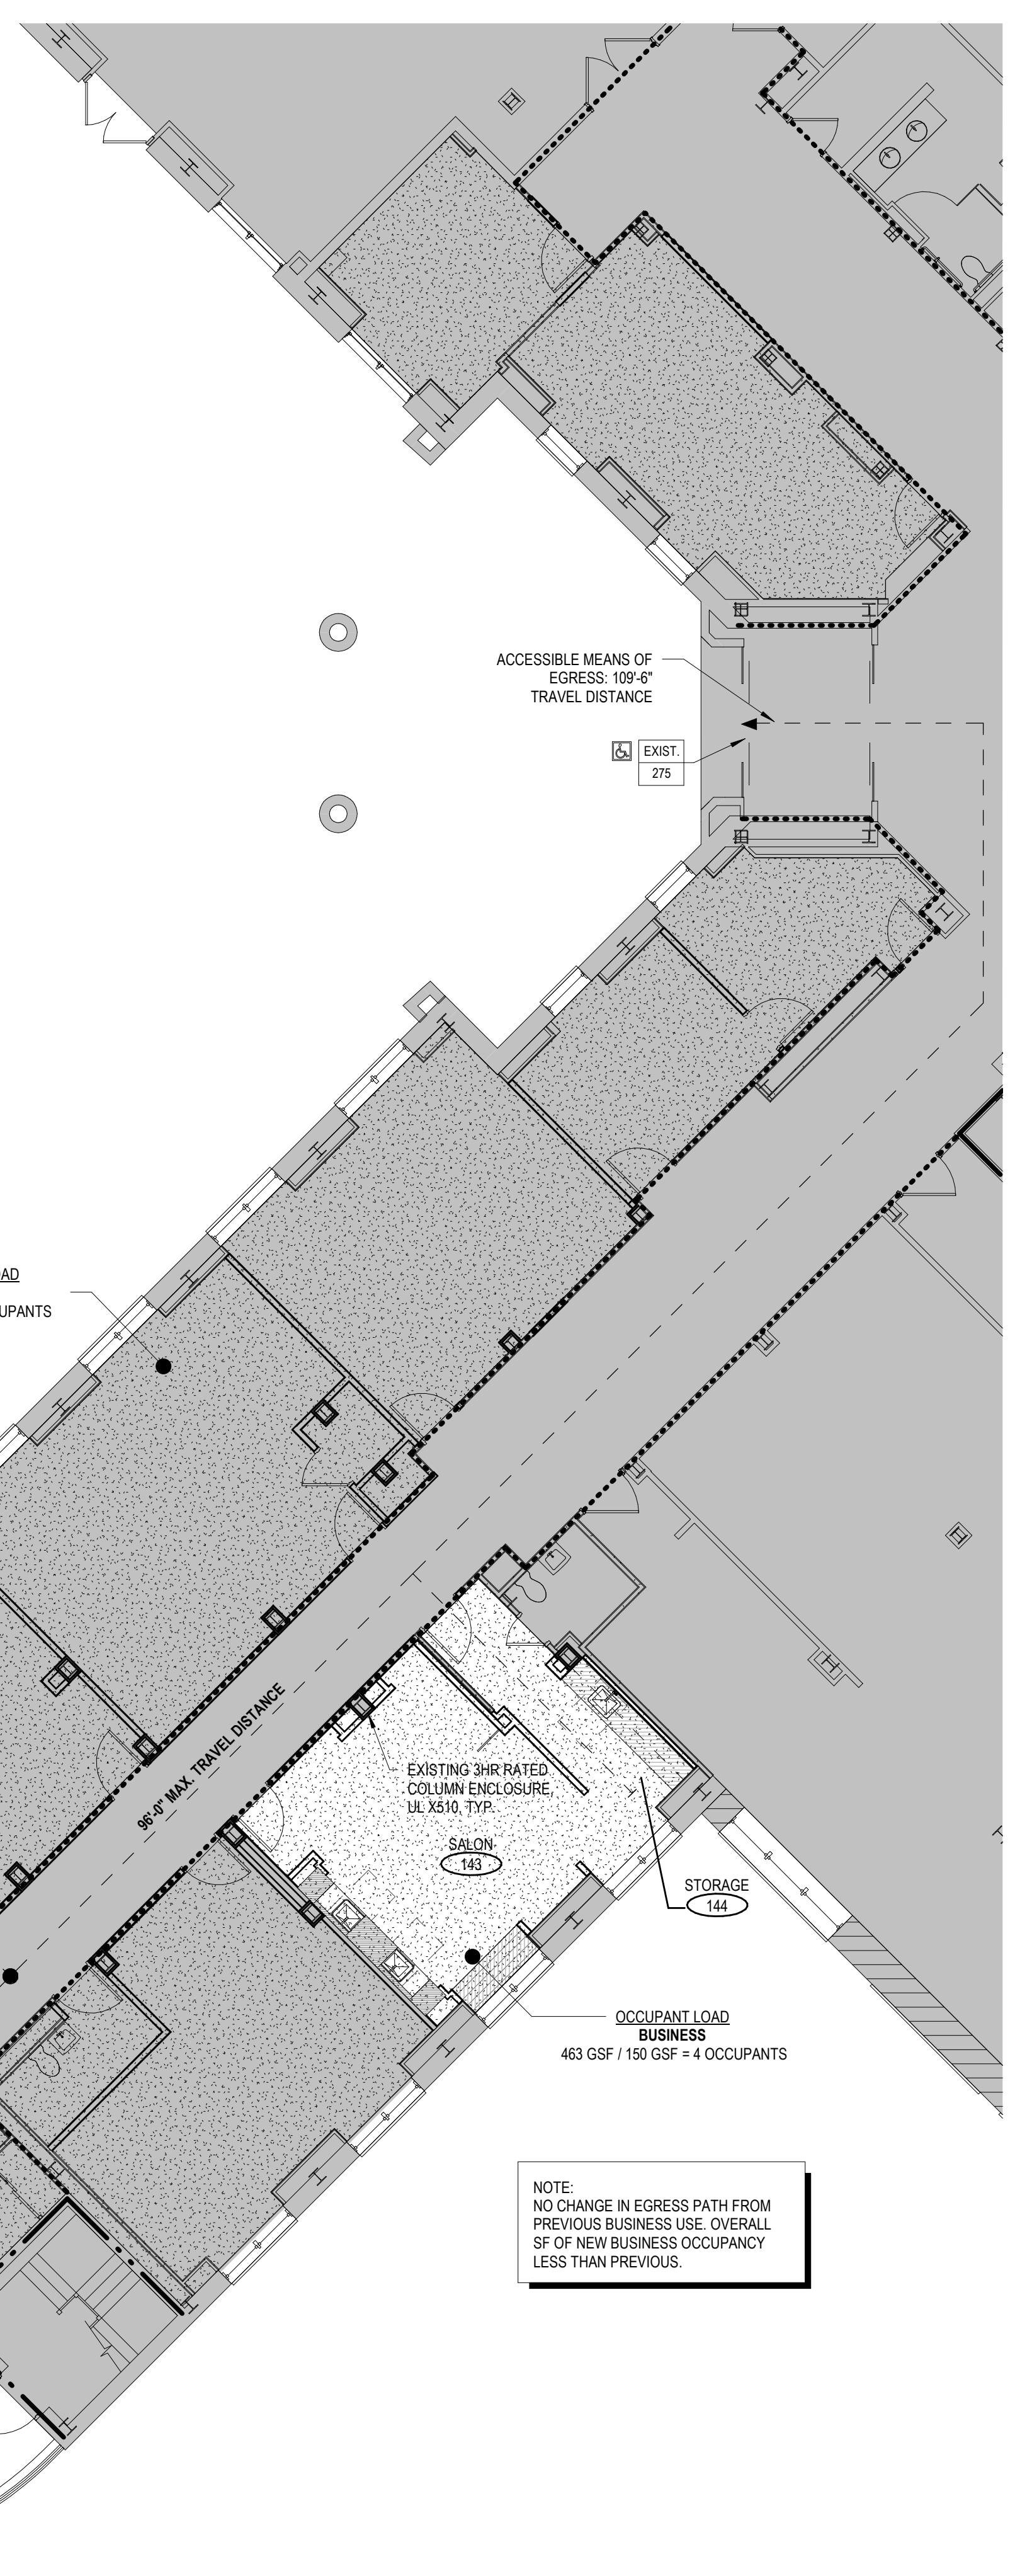 ACCESSIBLE MEANS OF
EGRESS: 109'-6"
TRAVEL DISTANCE
EXIST.
275
OAD
UPANTS
96'-0" MAX. TRAVEL DISTANCE
EXISTING 3HR RATED
COLUMN ENCLOSURE,
UL X510, TYP.
SALON
143
STORAGE
144
OCCUPANT LOAD
BUSINESS
463 GSF / 150 GSF = 4 OCCUPANTS
NOTE:
NO CHANGE IN EGRESS PATH FROM
PREVIOUS BUSINESS USE. OVERALL
SF OF NEW BUSINESS OCCUPANCY
LESS THAN PREVIOUS.